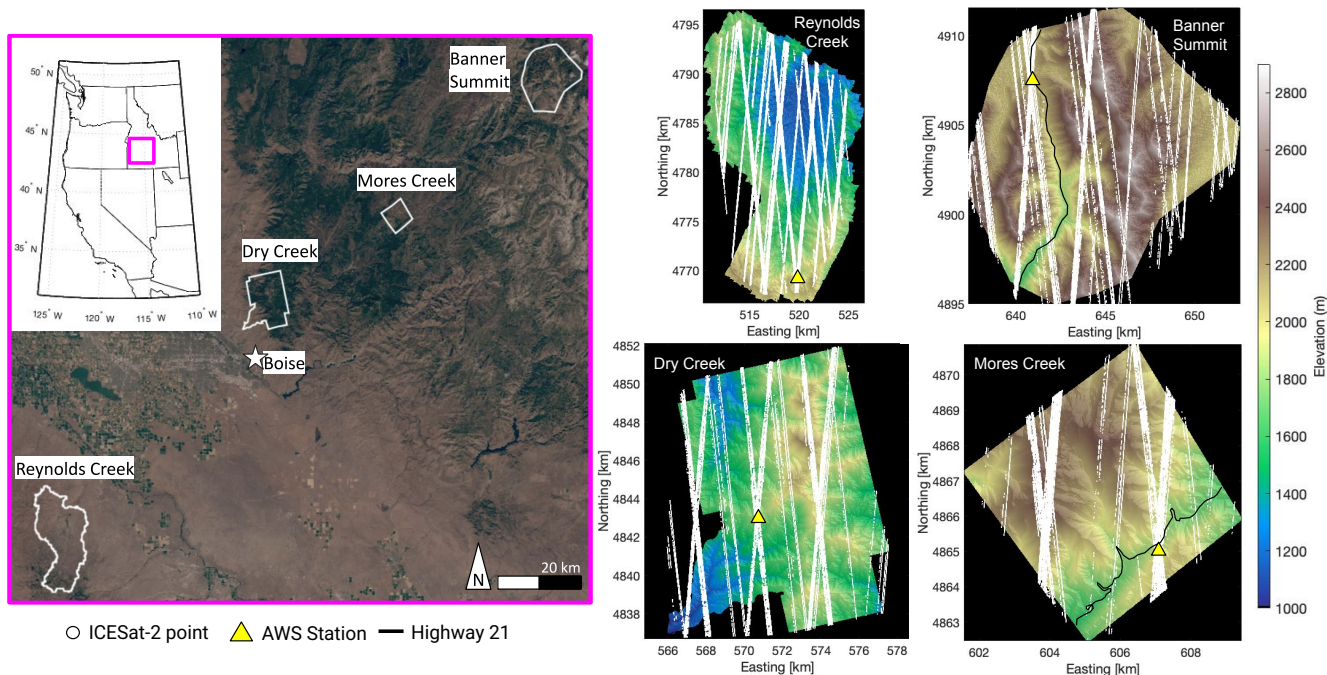 50° N
45° N
40° N
35° N
125° W
120° W
115° W
110° W
Banner
Summit
Mores Creek
Dry Creek
Boise
Reynolds Creek
N
20 km
ICESat-2 point
AWS Station
Highway 21
Reynolds
Creek
4795
4790
4785
4780
4775
4770
Northing [km]
515
520
525
Easting [km]
Banner
Summit
4910
4905
4900
4895
Northing [km]
640
645
650
Easting [km]
Dry Creek
4852
4850
4848
4846
4844
4842
4840
4838
Northing [km]
566
568
570
572
574
576
578
Easting [km]
Mores Creek
4870
4869
4868
4867
4866
4865
4864
4863
Northing [km]
602
604
606
608
Easting [km]
2800
2600
2400
2200
2000
1800
1600
1400
1200
1000
Elevation (m)